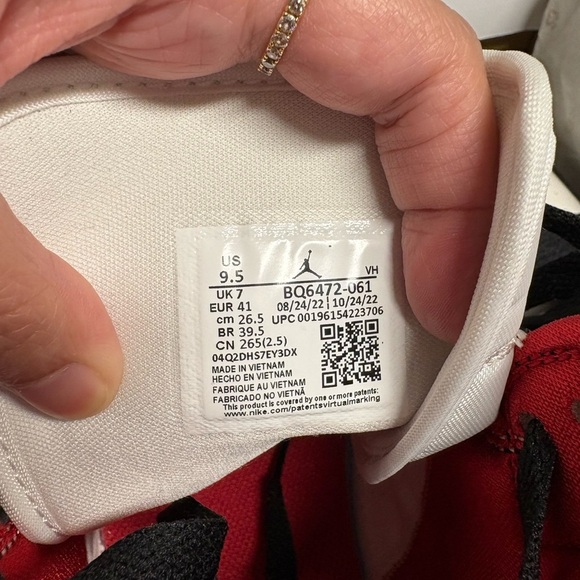 US
9.5
VH
UK 7
BQ6472-061
EUR 41
08/24/22 10/24/22
cm 26.5
UPC 00196154223706
BR 39.5
CN 265(2.5)
04Q2DHS7EY3DX
MADE IN VIETNAM
HECHO EN VIETNAM
FABRIQUE AU VIETNAM
FABRICADO NO VIETNÃ
This product is covered by one or more patents:
www.nike.com/patentsvirtualmarking